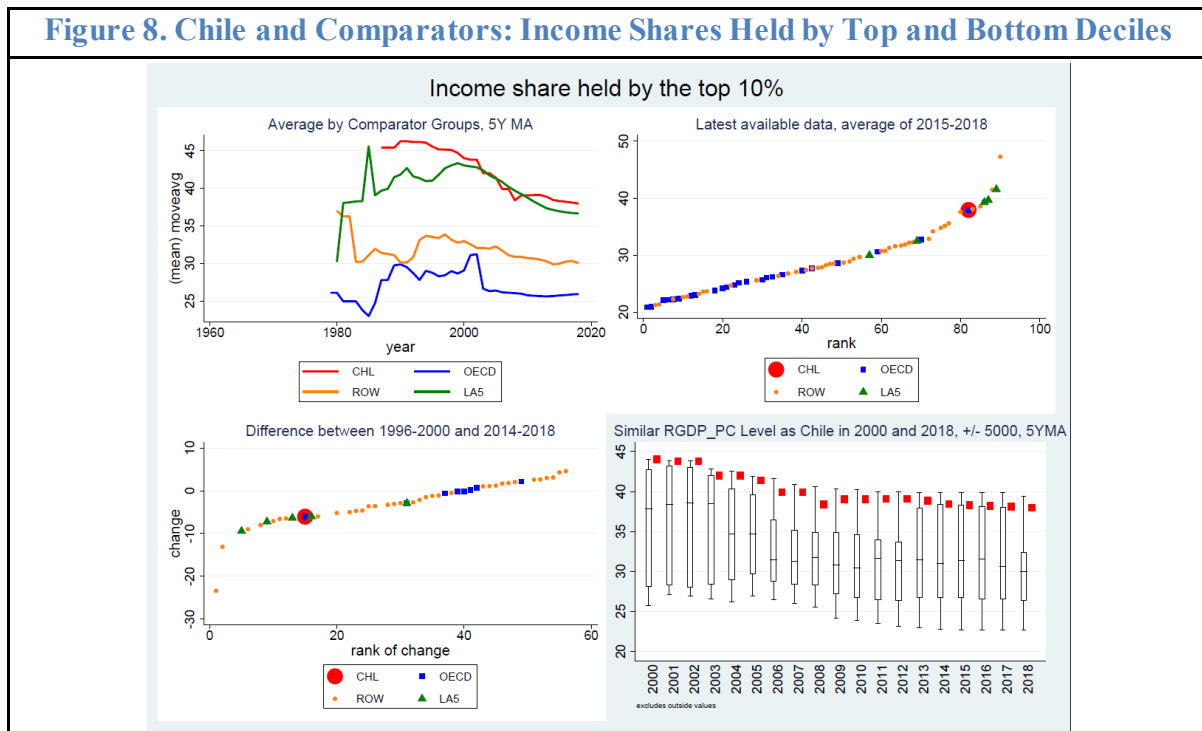 Figure 8. Chile and Comparators: Income Shares Held by Top and Bottom Deciles
Income share held by the top 10%
Average by Comparator Groups, 5Y MA
(mean) moveavg
45
40
35
30
25
1960
1980
2000
2020
year
CHL
OECD
ROW
LA5
Latest available data, average of 2015-2018
50
40
30
20
0
20
40
60
80
100
rank
CHL
OECD
ROW
LA5
Difference between 1996-2000 and 2014-2018
change
10
0
-10
-20
-30
0
20
40
60
rank of change
CHL
OECD
ROW
LA5
Similar RGDP_PC Level as Chile in 2000 and 2018, +/- 5000, 5YMA
45
40
35
30
25
20
2000
2001
2002
2003
2004
2005
2006
2007
2008
2009
2010
2011
2012
2013
2014
2015
2016
2017
2018
excludes outside values